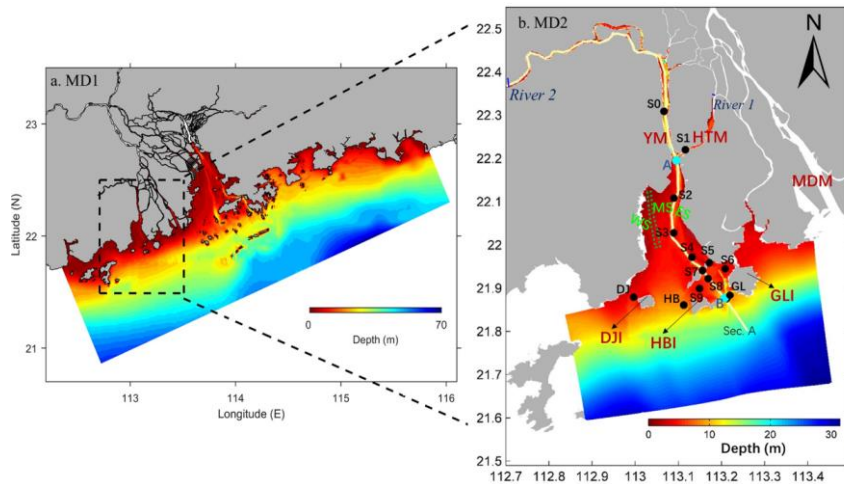 a. MD1
23
22
21
Latitude (N)
113
114
115
116
Longitude (E)
0
70
Depth (m)
b. MD2
N
22.5
22.4
22.3
22.2
22.1
22
21.9
21.8
21.7
21.6
21.5
River 2
S0
River 1
YM
S1
HTM
A
MDM
S2
WS
MS
ES
S3
S4
S5
S6
S7
S8
DJ
HB
S9
GL
B
GLI
DJI
HBI
Sec. A
0
10
20
30
Depth (m)
112.7
112.8
112.9
113
113.1
113.2
113.3
113.4